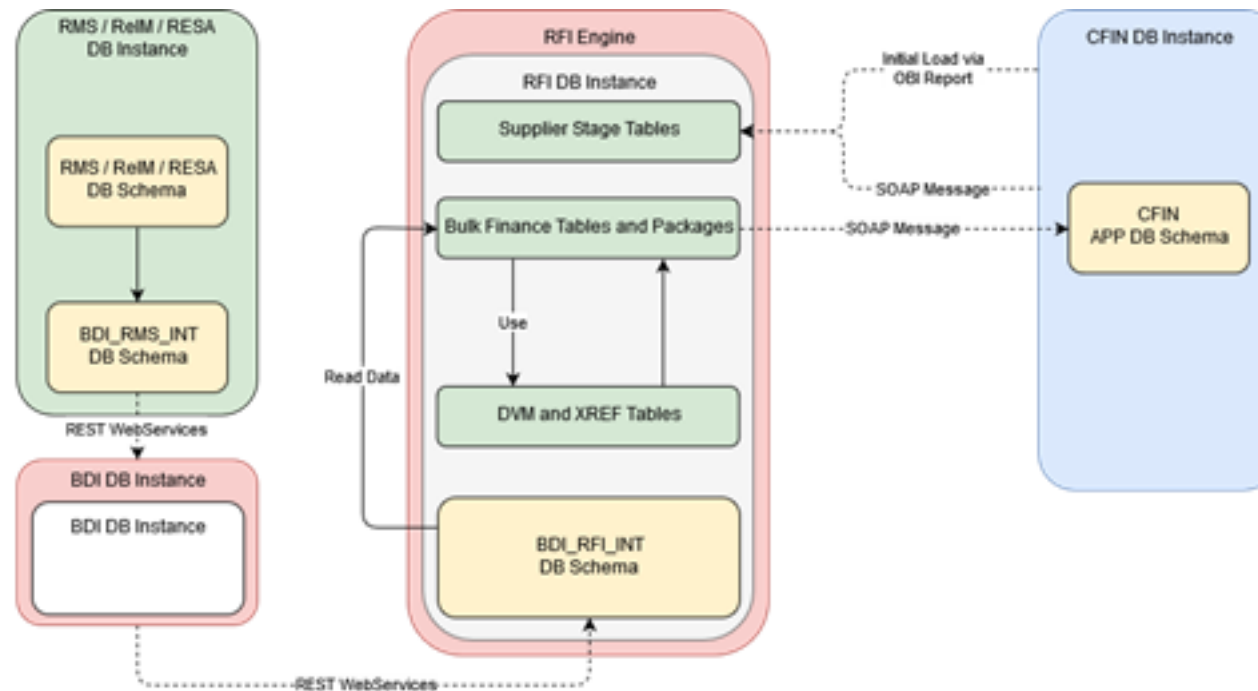 RMS / ReIM / RESA
DB Instance
RMS / ReIM / RESA
DB Schema
BDI_RMS_INT
DB Schema
REST WebServices
BDI DB Instance
BDI DB Instance
REST WebServices
RFI Engine
RFI DB Instance
Supplier Stage Tables
Bulk Finance Tables and Packages
Use
Read Data
DVM and XREF Tables
BDI_RFI_INT
DB Schema
Initial Load via
OBI Report
SOAP Message
SOAP Message
CFIN DB Instance
CFIN
APP DB Schema